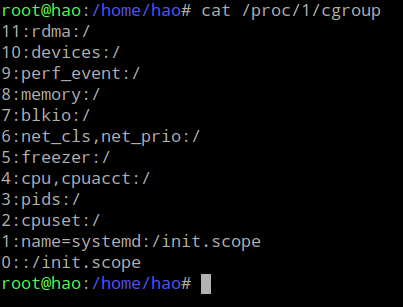 root@hao:/home/hao# cat /proc/1/cgroup
11:rdma:/
10:devices:/
9:perf_event:/
8:memory:/
7:blkio:/
6:net_cls,net_prio:/
5:freezer:/
4:cpu,cpuacct:/
3:pids:/
2:cpuset:/
1:name=systemd:/init.scope
0::/init.scope
root@hao:/home/hao#